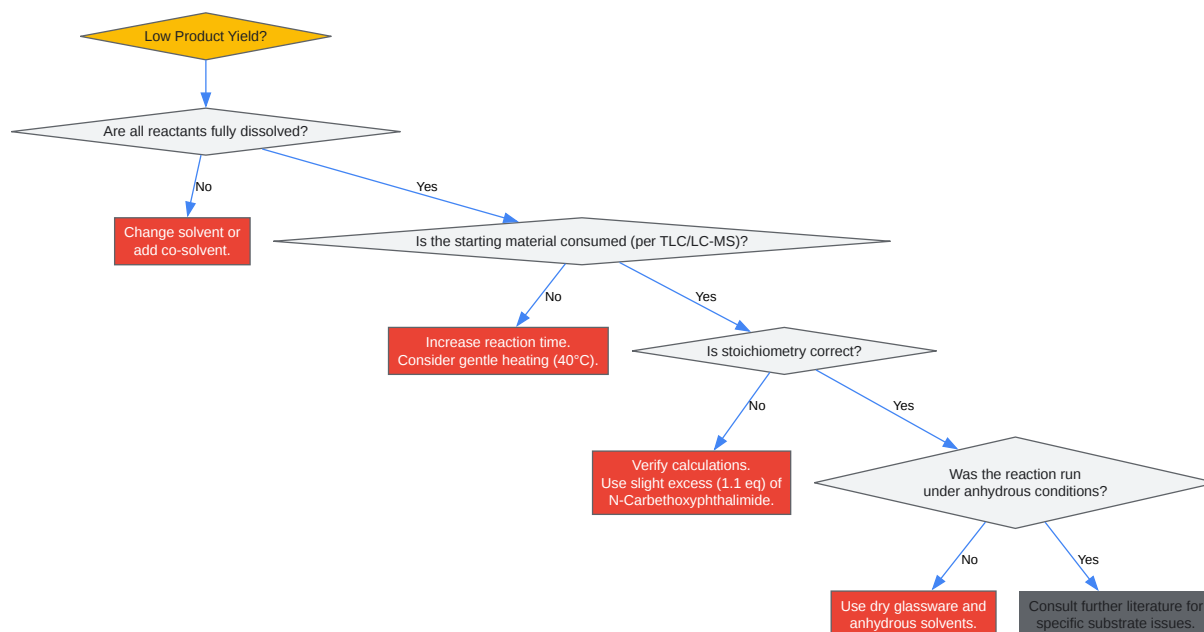 Low Product Yield?
Are all reactants fully dissolved?
No
Yes
Change solvent or
add co-solvent.
Is the starting material consumed (per TLC/LC-MS)?
No
Yes
Increase reaction time.
Consider gentle heating (40°C).
Is stoichiometry correct?
No
Yes
Verify calculations.
Use slight excess (1.1 eq) of
N-Carbethoxyphthalimide.
Was the reaction run
under anhydrous conditions?
No
Yes
Use dry glassware and
anhydrous solvents.
Consult further literature for
specific substrate issues.